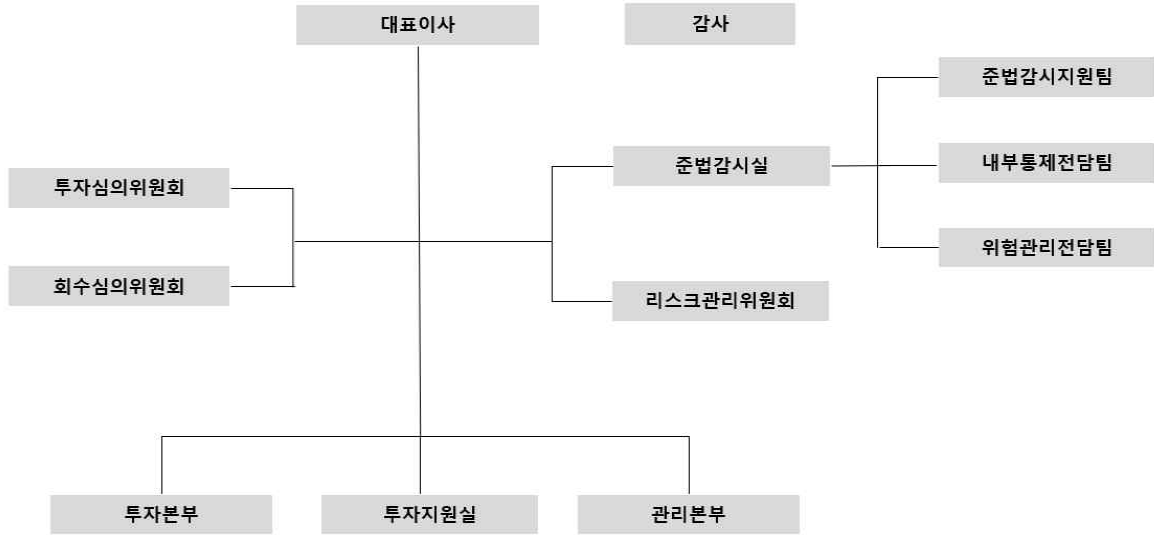 대표이사
감사
준법감시지원팀
준법감시실
내부통제전담팀
투자심의위원회
위험관리전담팀
회수심의위원회
리스크관리위원회
투자본부
투자지원실
관리본부